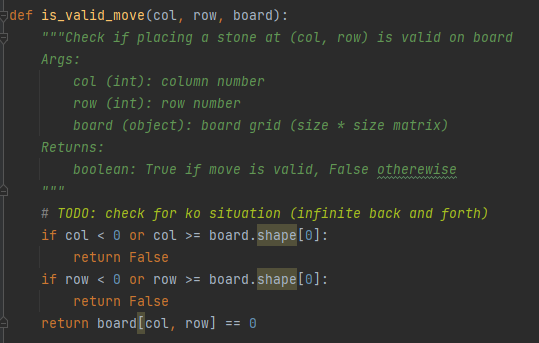 def is_valid_move(col, row, board):
    """Check if placing a stone at (col, row) is valid on board
    Args:
        col (int): column number
        row (int): row number
        board (object): board grid (size * size matrix)
    Returns:
        boolean: True if move is valid, False otherewise
    """
    # TODO: check for ko situation (infinite back and forth)
    if col < 0 or col >= board.shape[0]:
        return False
    if row < 0 or row >= board.shape[0]:
        return False
    return board[col, row] == 0